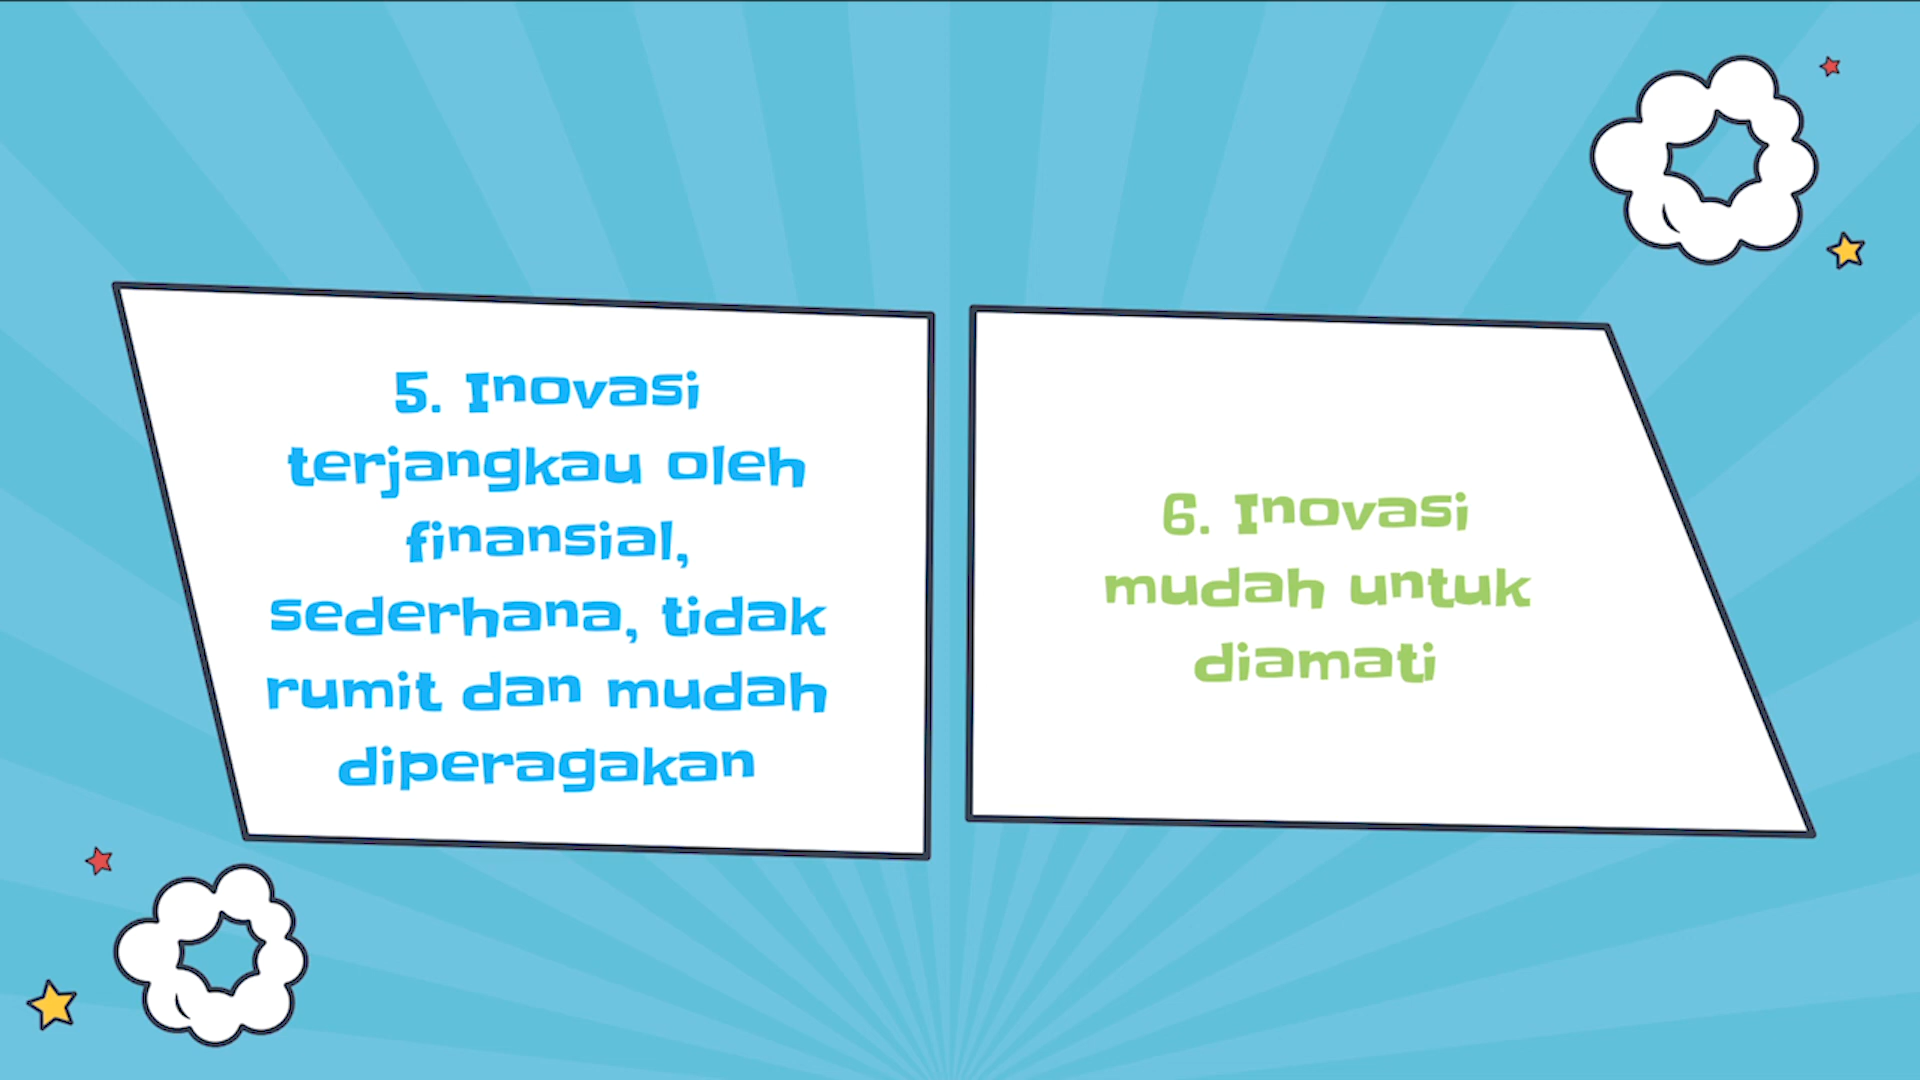 5. Inovasi
terjangkau oleh
finansial,
sederhana, tidak
rumit dan mudah
diperagakan
6. Inovasi
mudah untuk
diamati